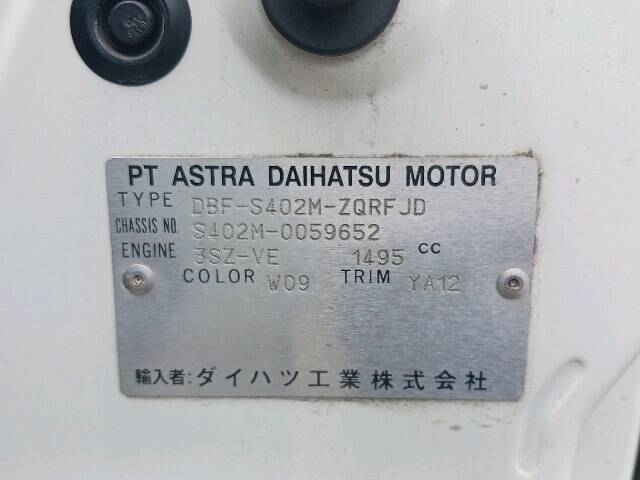 PT ASTRA DAIHATSU MOTOR
TYPE DBF-S402M-ZQRFJD
CHASSIS NO. S402M-0059652
ENGINE 3SZ-VE 1495 CC
COLOR W09 TRIM YA12
輸入者:ダイハツ工業株式会社